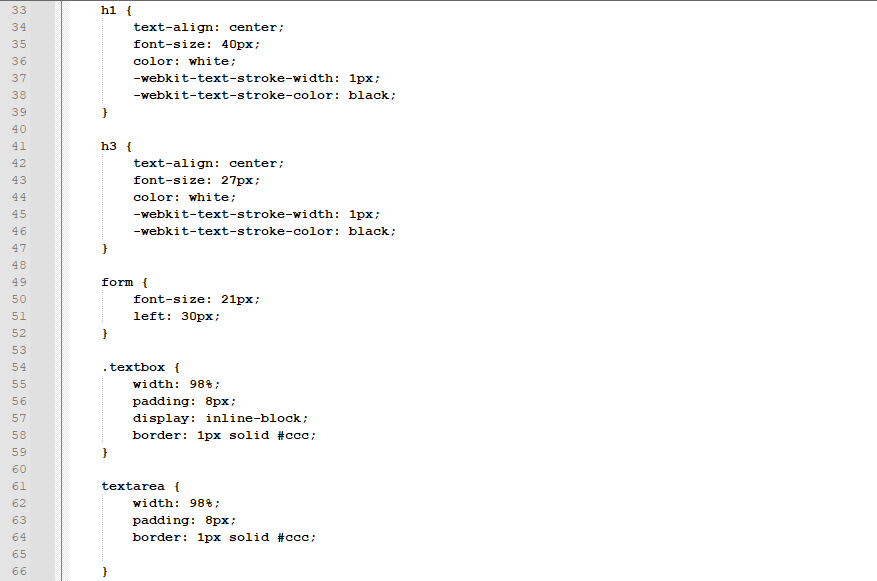 33 h1 {
34 text-align: center;
35 font-size: 40px;
36 color: white;
37 -webkit-text-stroke-width: 1px;
38 -webkit-text-stroke-color: black;
39 }
40
41 h3 {
42 text-align: center;
43 font-size: 27px;
44 color: white;
45 -webkit-text-stroke-width: 1px;
46 -webkit-text-stroke-color: black;
47 }
48
49 form {
50 font-size: 21px;
51 left: 30px;
52 }
53
54 .textbox {
55 width: 98%;
56 padding: 8px;
57 display: inline-block;
58 border: 1px solid #ccc;
59 }
60
61 textarea {
62 width: 98%;
63 padding: 8px;
64 border: 1px solid #ccc;
65
66 }